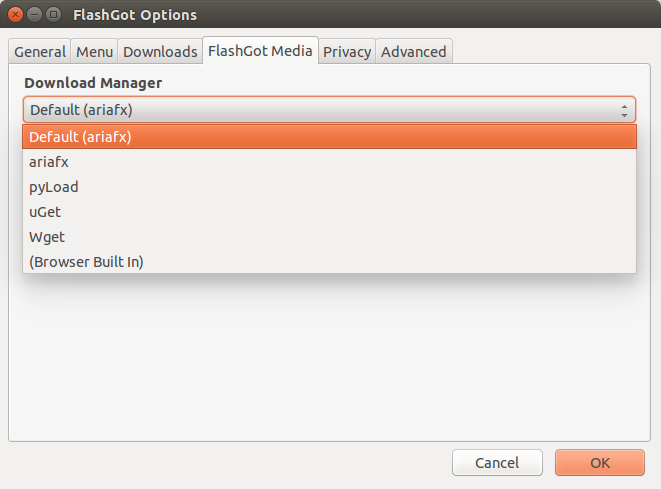 FlashGot Options
General Menu Downloads FlashGot Media Privacy Advanced
Download Manager
Default (ariafx)
Default (ariafx)
ariafx
pyLoad
uGet
Wget
(Browser Built In)
Cancel OK